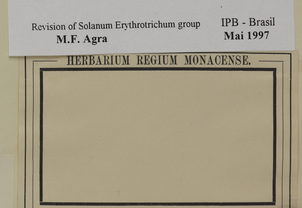 Revision of Solanum Erythrotrichum group IPB - Brasil
M.F. Agra Mai 1997
HERBARIUM REGIUM MONACENSE.